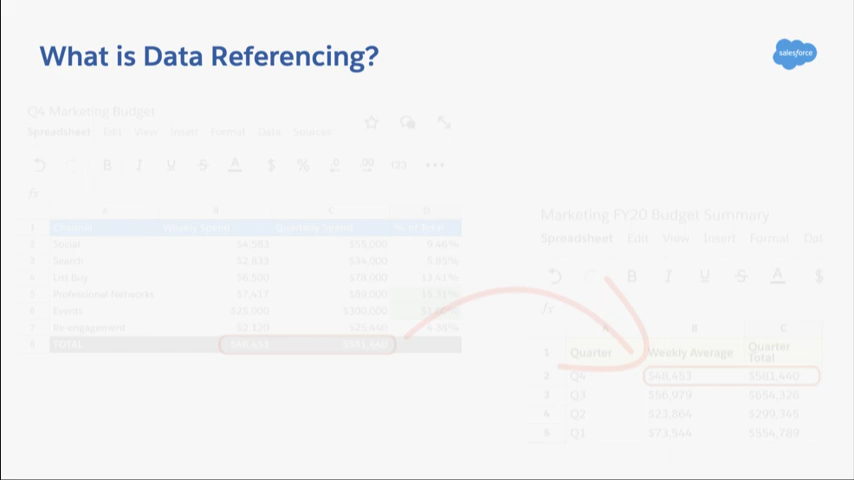 What is Data Referencing?
salesforce
Q4 Marketing Budget
Spreadsheet Edit View Insert Format Data Sources
B I U S A $ % .0 .00 123
fx
A B C D
1 Channel Weekly Spend Quarterly Spend % of Total
2 Social $4,583 $55,000 9.46%
3 Search $2,833 $34,000 5.85%
4 List Buy $6,500 $78,000 13.41%
5 Professional Networks $7,417 $89,000 15.31%
6 Events $25,000 $300,000
7 Re-engagement $2,120 $25,440 4.38%
8 TOTAL $48,453 $581,440
Marketing FY20 Budget Summary
Spreadsheet Edit View Insert Format Dat
B I U S A $
fx
A B C
1 Quarter Weekly Average Quarter Total
2 Q4 $48,453 $581,440
3 Q3 $56,979 $654,326
4 Q2 $23,664 $299,345
Q1 $73,544 $554,789